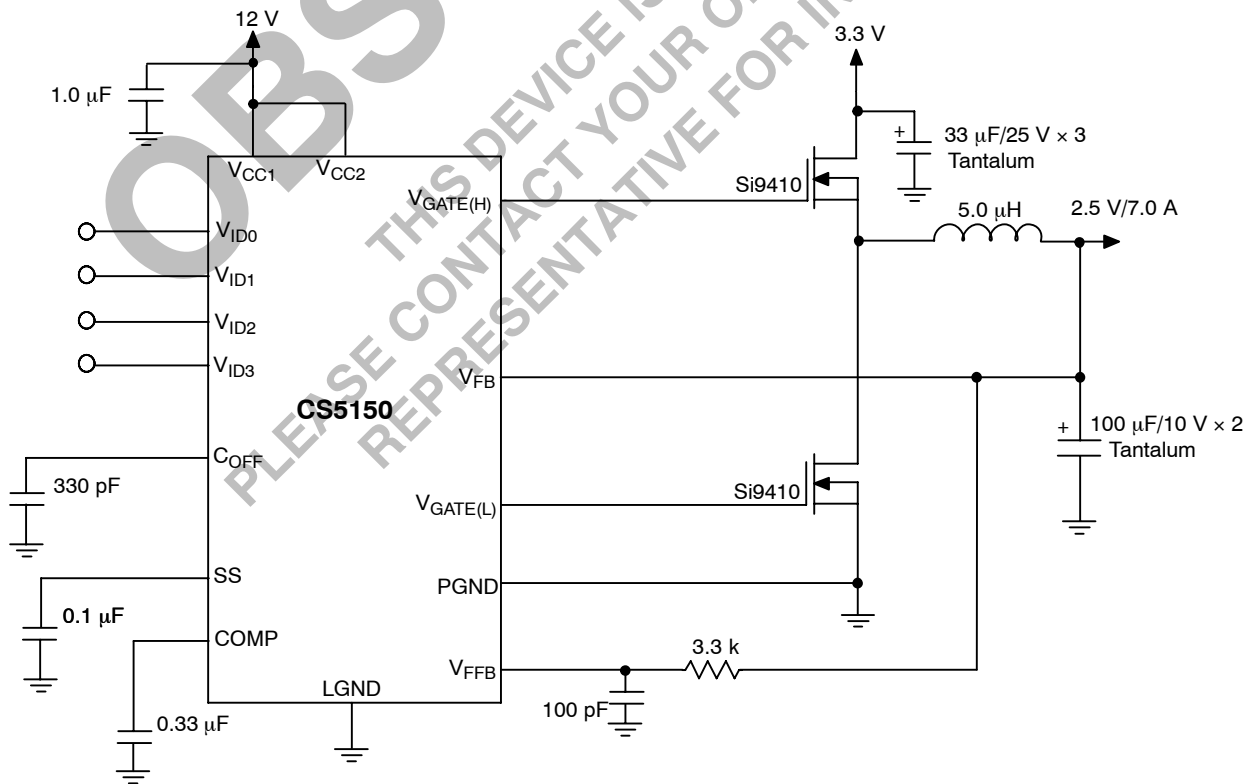 12 V
3.3 V
1.0 μF
33 μF/25 V × 3
Tantalum
VCC1
VCC2
VGATE(H)
Si9410
5.0 μH
2.5 V/7.0 A
VID0
VID1
VID2
VID3
VFB
CS5150
100 μF/10 V × 2
Tantalum
COFF
330 pF
VGATE(L)
Si9410
SS
PGND
0.1 μF
COMP
3.3 k
VFFB
LGND
100 pF
0.33 μF
OBS
THIS DEVICE IS
PLEASE CONTACT YOUR
REPRESENTATIVE FOR